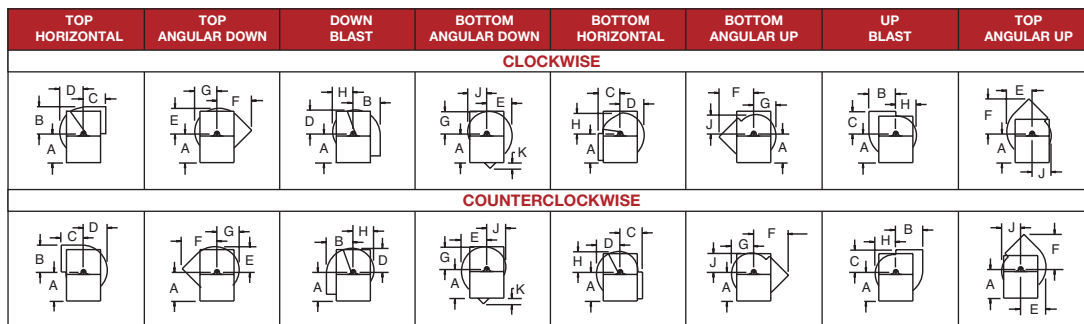 TOP HORIZONTAL
TOP ANGULAR DOWN
DOWN BLAST
BOTTOM ANGULAR DOWN
BOTTOM HORIZONTAL
BOTTOM ANGULAR UP
UP BLAST
TOP ANGULAR UP
CLOCKWISE
D C B A
G F E A
H B D A
J E G A K
C D H A
F G J A
B H C A
E F J
COUNTERCLOCKWISE
D C B A
G F E A
H B D A
J E G A K
C D H A
F G J A
B H C A
J F A E